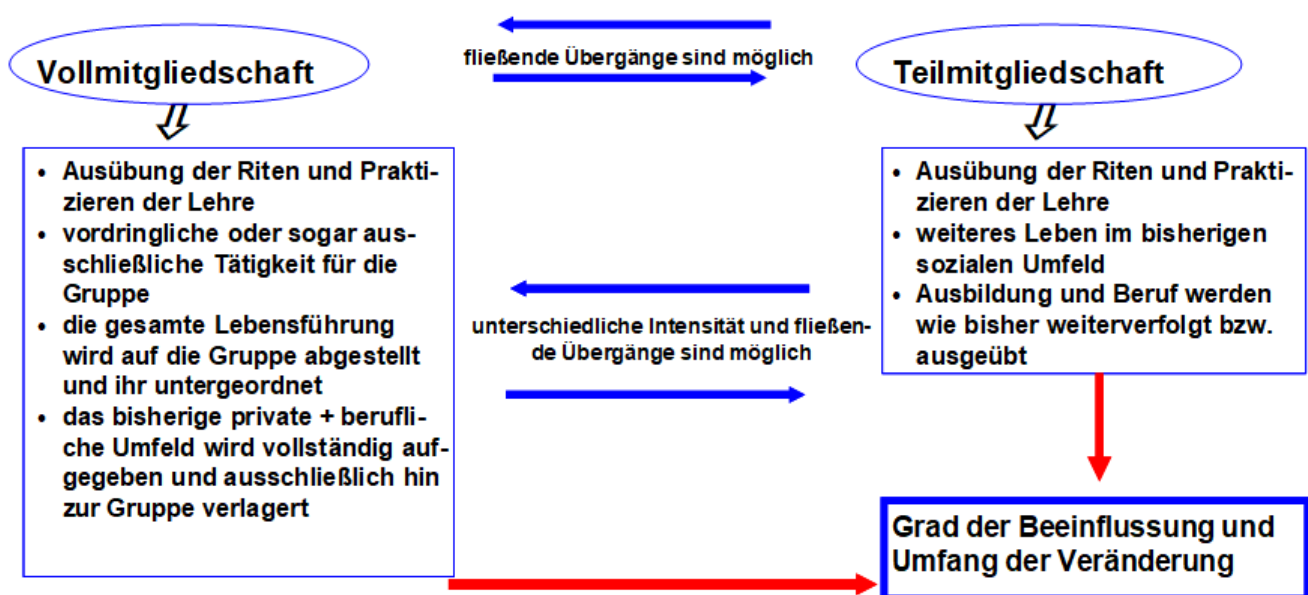 Vollmitgliedschaft
fließende Übergänge sind möglich
Teilmitgliedschaft
• Ausübung der Riten und Prakti-
zieren der Lehre
• vordringliche oder sogar aus-
schließliche Tätigkeit für die
Gruppe
• die gesamte Lebensführung
wird auf die Gruppe abgestellt
und ihr untergeordnet
• das bisherige private + berufli-
che Umfeld wird vollständig auf-
gegeben und ausschließlich hin
zur Gruppe verlagert
unterschiedliche Intensität und fließen-
de Übergänge sind möglich
• Ausübung der Riten und Prakti-
zieren der Lehre
• weiteres Leben im bisherigen
sozialen Umfeld
• Ausbildung und Beruf werden
wie bisher weiterverfolgt bzw.
ausgeübt
Grad der Beeinflussung und
Umfang der Veränderung